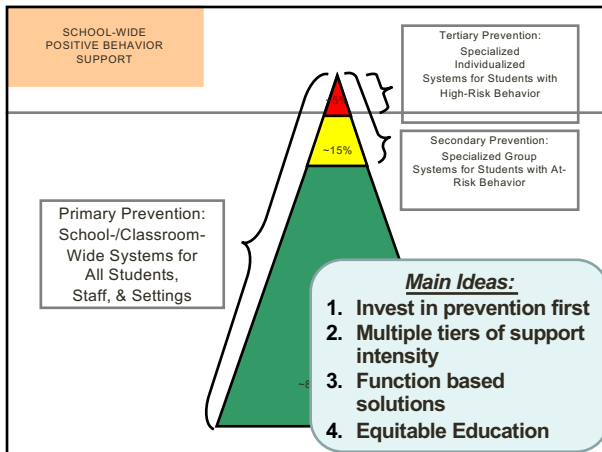 SCHOOL-WIDE
POSITIVE BEHAVIOR
SUPPORT
Tertiary Prevention:
Specialized
Individualized
Systems for Students with
High-Risk Behavior
~15%
Secondary Prevention:
Specialized Group
Systems for Students with At-
Risk Behavior
Primary Prevention:
School-/Classroom-
Wide Systems for
All Students,
Staff, & Settings
Main Ideas:
1. Invest in prevention first
2. Multiple tiers of support
intensity
3. Function based
solutions
4. Equitable Education